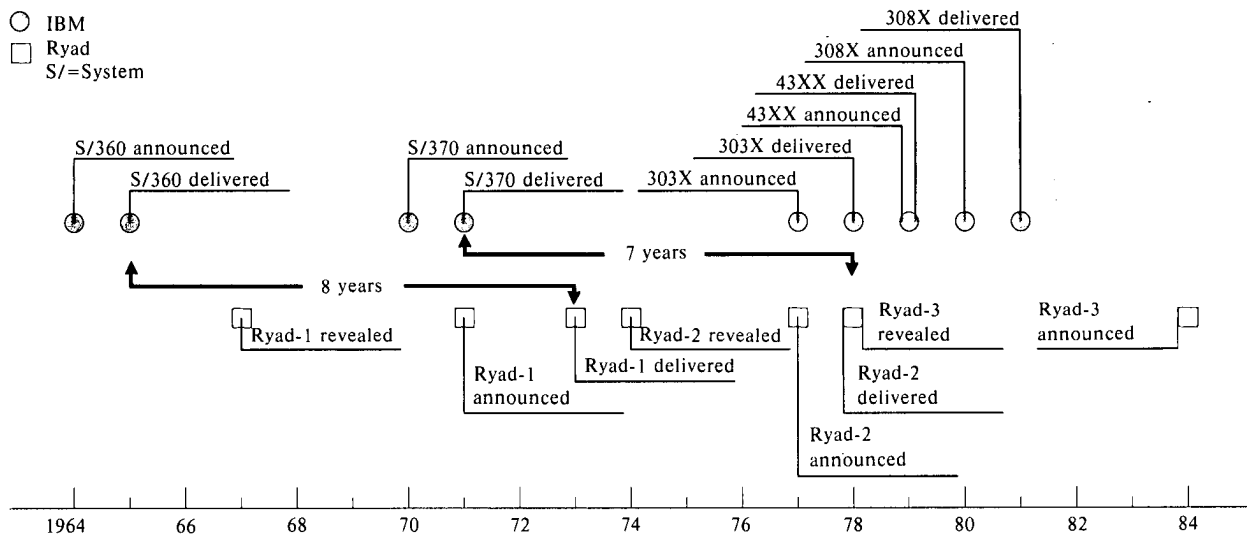 IBM
Ryad
S/=System
308X delivered
308X announced
43XX delivered
43XX announced
S/360 announced
S/370 announced
303X delivered
S/360 delivered
S/370 delivered
303X announced
7 years
8 years
Ryad-1 revealed
Ryad-2 revealed
Ryad-3
revealed
Ryad-3
announced
Ryad-1
announced
Ryad-1 delivered
Ryad-2
delivered
Ryad-2
announced
1964 66 68 70 72 74 76 78 80 82 84